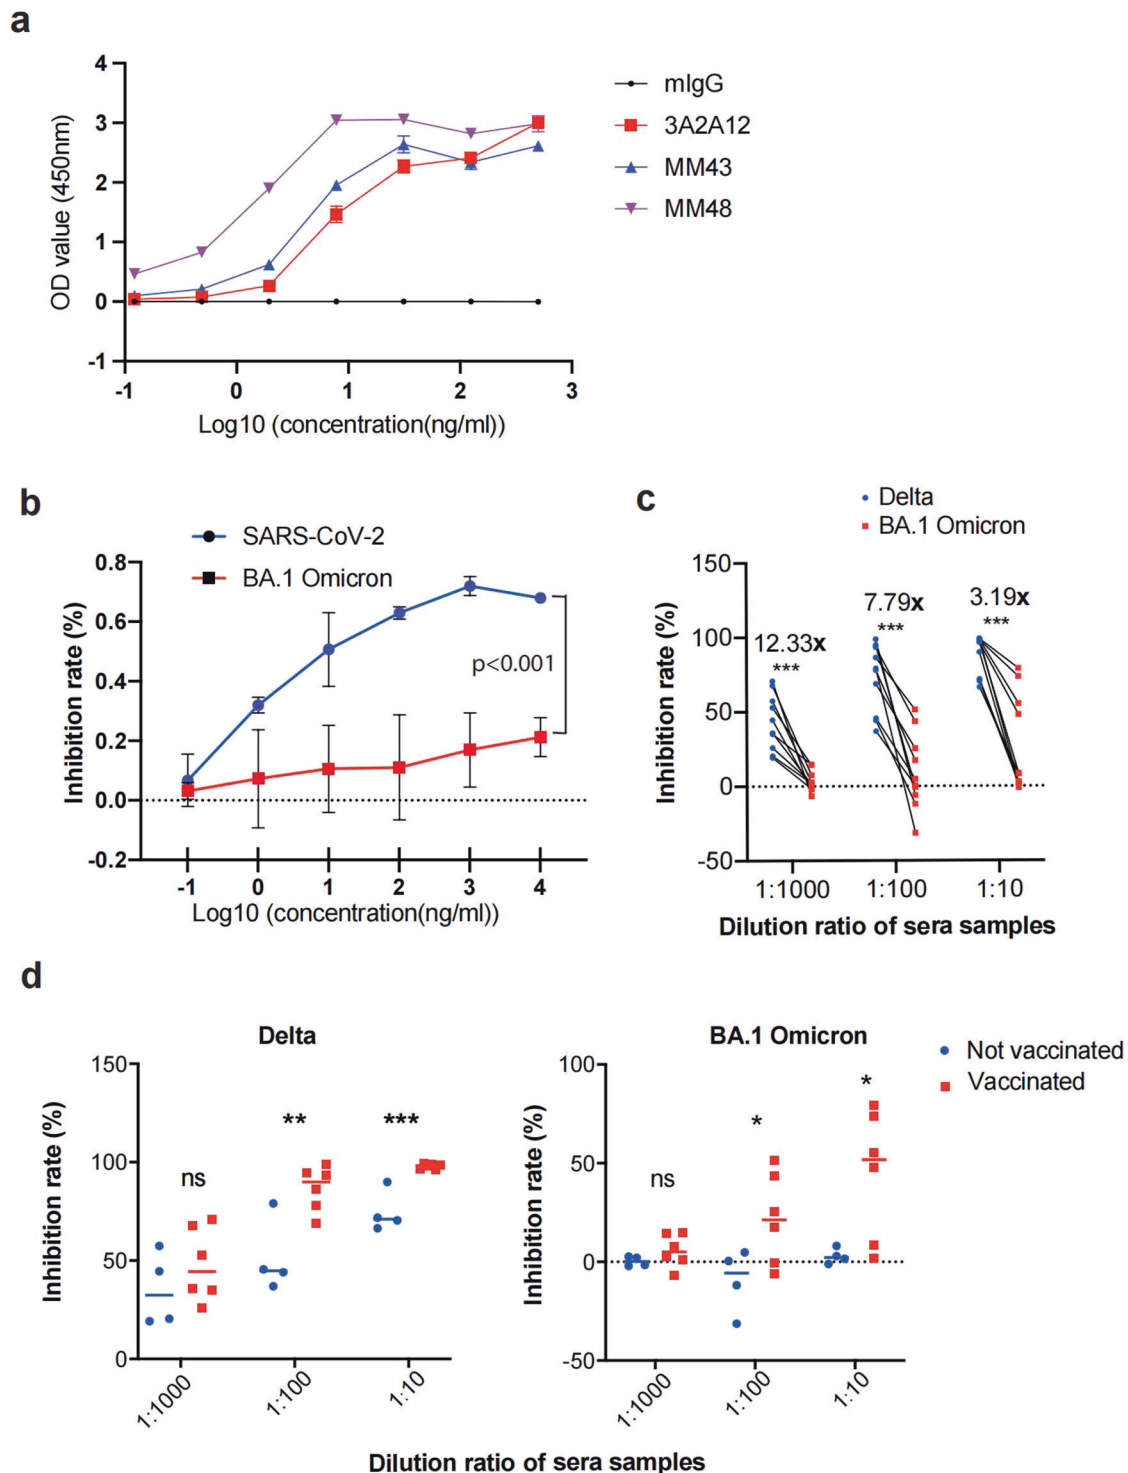 a
4
3
2
1
0
-1
OD value (450nm)
-1
0
1
2
3
Log10 (concentration(ng/ml))
mIgG
3A2A12
MM43
MM48
b
SARS-CoV-2
BA.1 Omicron
0.8
0.6
0.4
0.2
0.0
-0.2
Inhibition rate (%)
p<0.001
-1
0
1
2
3
4
Log10 (concentration(ng/ml))
c
Delta
BA.1 Omicron
150
100
50
0
-50
Inhibition rate (%)
12.33x
***
7.79x
***
3.19x
***
1:1000
1:100
1:10
Dilution ratio of sera samples
d
Delta
150
100
50
0
Inhibition rate (%)
ns
**
***
1:1000
1:100
1:10
BA.1 Omicron
100
50
0
-50
Inhibition rate (%)
ns
*
*
1:1000
1:100
1:10
Not vaccinated
Vaccinated
Dilution ratio of sera samples